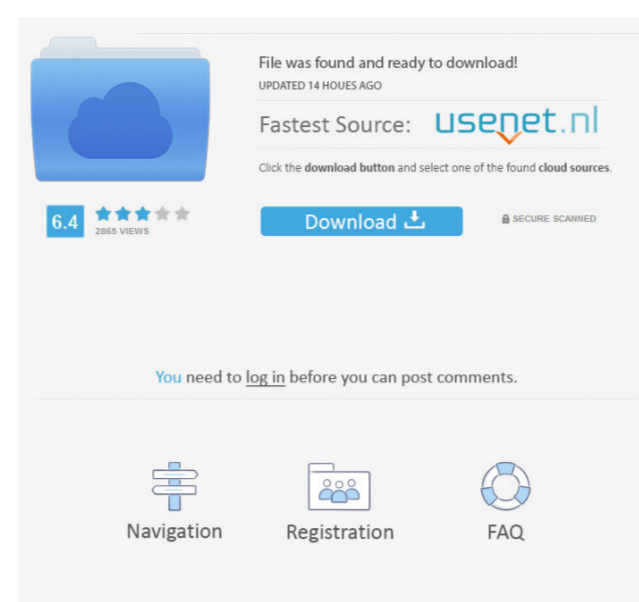 File was found and ready to download!
UPDATED 14 HOUES AGO
Fastest Source: usenet.nl
Click the download button and select one of the found cloud sources.
6.4
2865 VIEWS
Download
SECURE SCANNED
You need to log in before you can post comments.
Navigation Registration FAQ